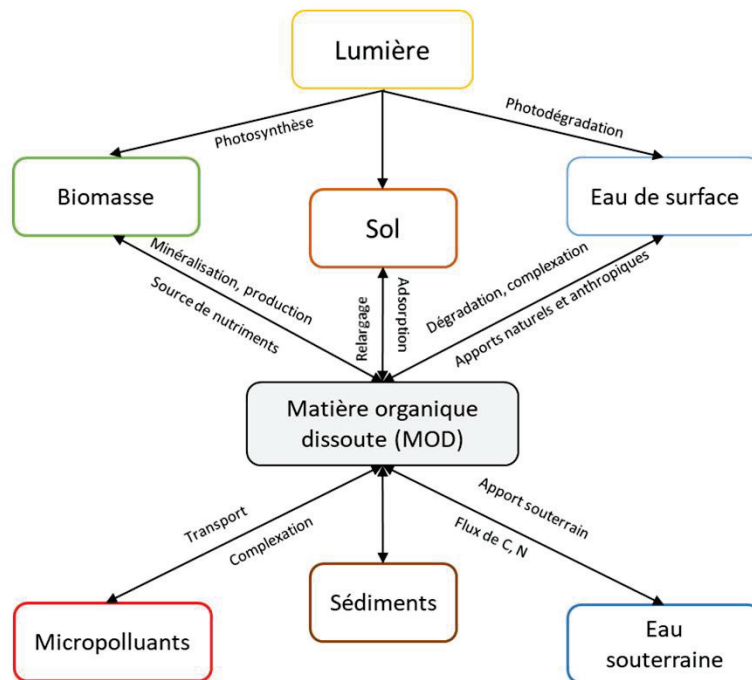 Lumière
Photosynthèse
Photodégradation
Biomasse
Sol
Eau de surface
Minéralisation, production
Source de nutriments
Relargage
Adsorption
Dégradation, complexation
Apports naturels et anthropiques
Matière organique
dissoute (MOD)
Transport
Complexation
Apport souterrain
Flux de C, N
Micropolluants
Sédiments
Eau
souterraine